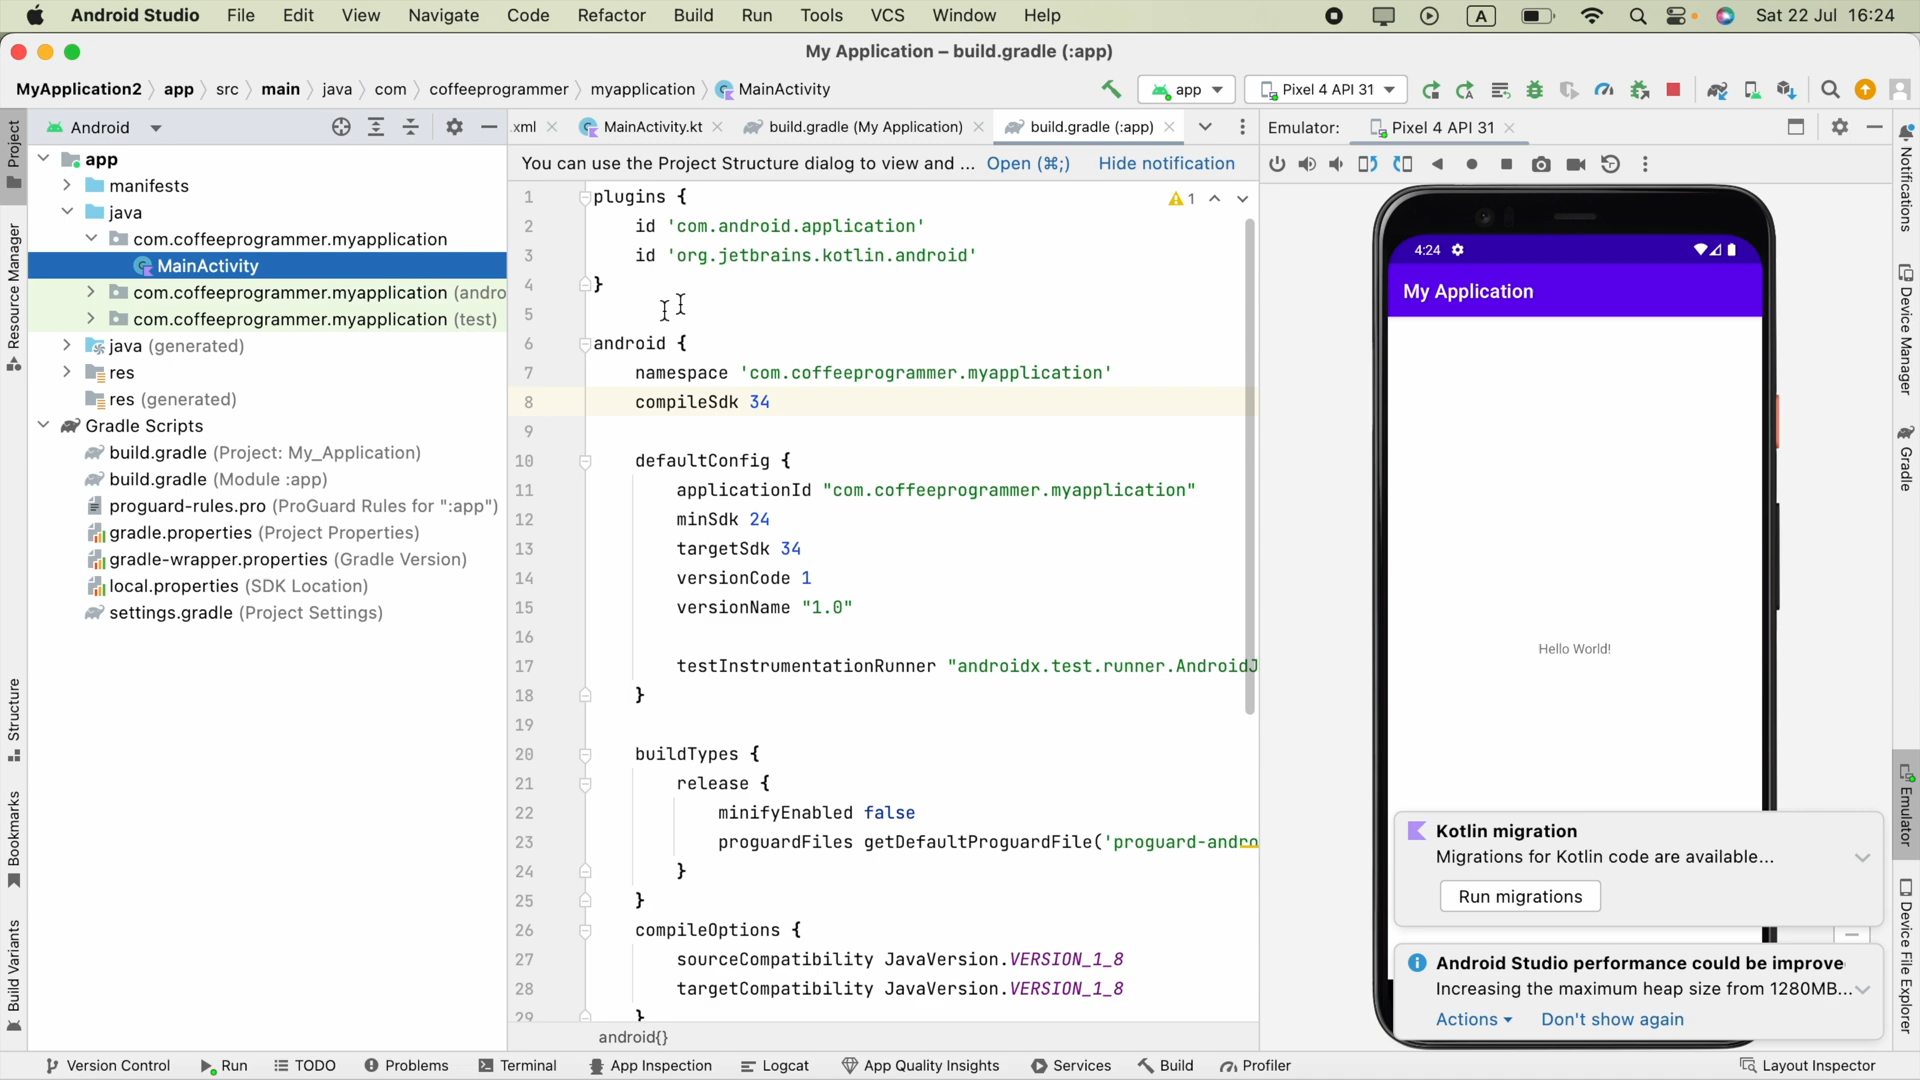 Android Studio File Edit View Navigate Code Refactor Build Run Tools VCS Window Help A Sat 22 Jul 16:24
My Application – build.gradle (:app)
MyApplication2 app src main java com coffeeprogrammer myapplication MainActivity app Pixel 4 API 31
Android .xml MainActivity.kt build.gradle (My Application) build.gradle (:app) Emulator: Pixel 4 API 31
You can use the Project Structure dialog to view and ... Open (⌘;) Hide notification
Project
Resource Manager
Structure
Bookmarks
Build Variants
app
manifests
java
com.coffeeprogrammer.myapplication
MainActivity
com.coffeeprogrammer.myapplication (andro
com.coffeeprogrammer.myapplication (test)
java (generated)
res
res (generated)
Gradle Scripts
build.gradle (Project: My_Application)
build.gradle (Module :app)
proguard-rules.pro (ProGuard Rules for ":app")
gradle.properties (Project Properties)
gradle-wrapper.properties (Gradle Version)
local.properties (SDK Location)
settings.gradle (Project Settings)
1 plugins { 1
2 id 'com.android.application'
3 id 'org.jetbrains.kotlin.android'
4 }
5
6 android {
7 namespace 'com.coffeeprogrammer.myapplication'
8 compileSdk 34
9
10 defaultConfig {
11 applicationId "com.coffeeprogrammer.myapplication"
12 minSdk 24
13 targetSdk 34
14 versionCode 1
15 versionName "1.0"
16
17 testInstrumentationRunner "androidx.test.runner.AndroidJ
18 }
19
20 buildTypes {
21 release {
22 minifyEnabled false
23 proguardFiles getDefaultProguardFile('proguard-andro
24 }
25 }
26 compileOptions {
27 sourceCompatibility JavaVersion.VERSION_1_8
28 targetCompatibility JavaVersion.VERSION_1_8
29 }
android{}
4:24
My Application
Hello World!
Kotlin migration
Migrations for Kotlin code are available...
Run migrations
Android Studio performance could be improve
Increasing the maximum heap size from 1280MB...
Actions Don't show again
Notifications
Device Manager
Gradle
Emulator
Device File Explorer
Version Control Run TODO Problems Terminal App Inspection Logcat App Quality Insights Services Build Profiler Layout Inspector